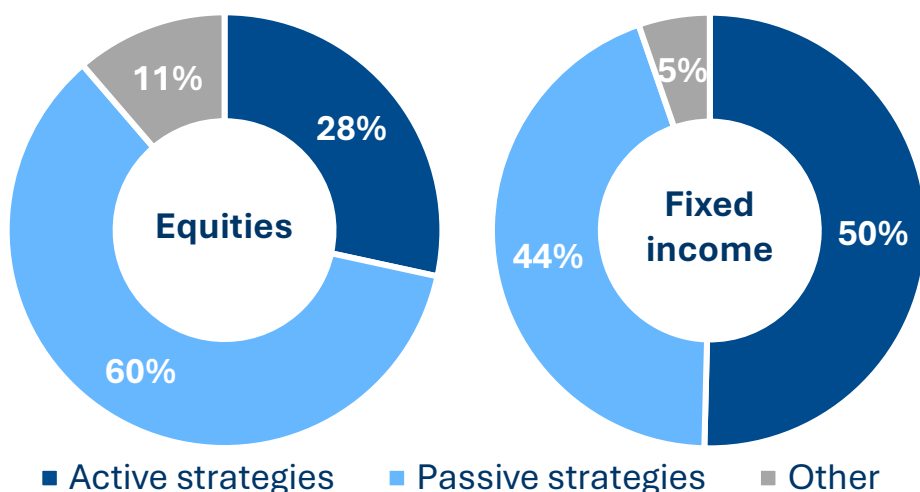 11%
28%
Equities
60%
5%
Fixed
income
50%
44%
Active strategies
Passive strategies
Other